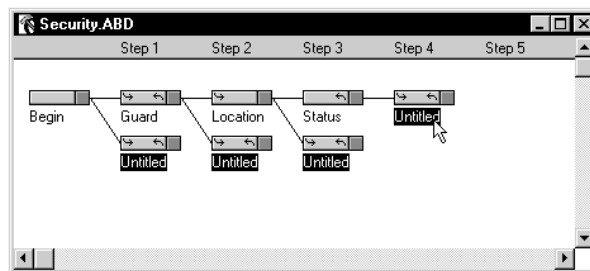 Security.ABD
Step 1 Step 2 Step 3 Step 4 Step 5
Begin Guard Location Status Untitled
Untitled Untitled Untitled